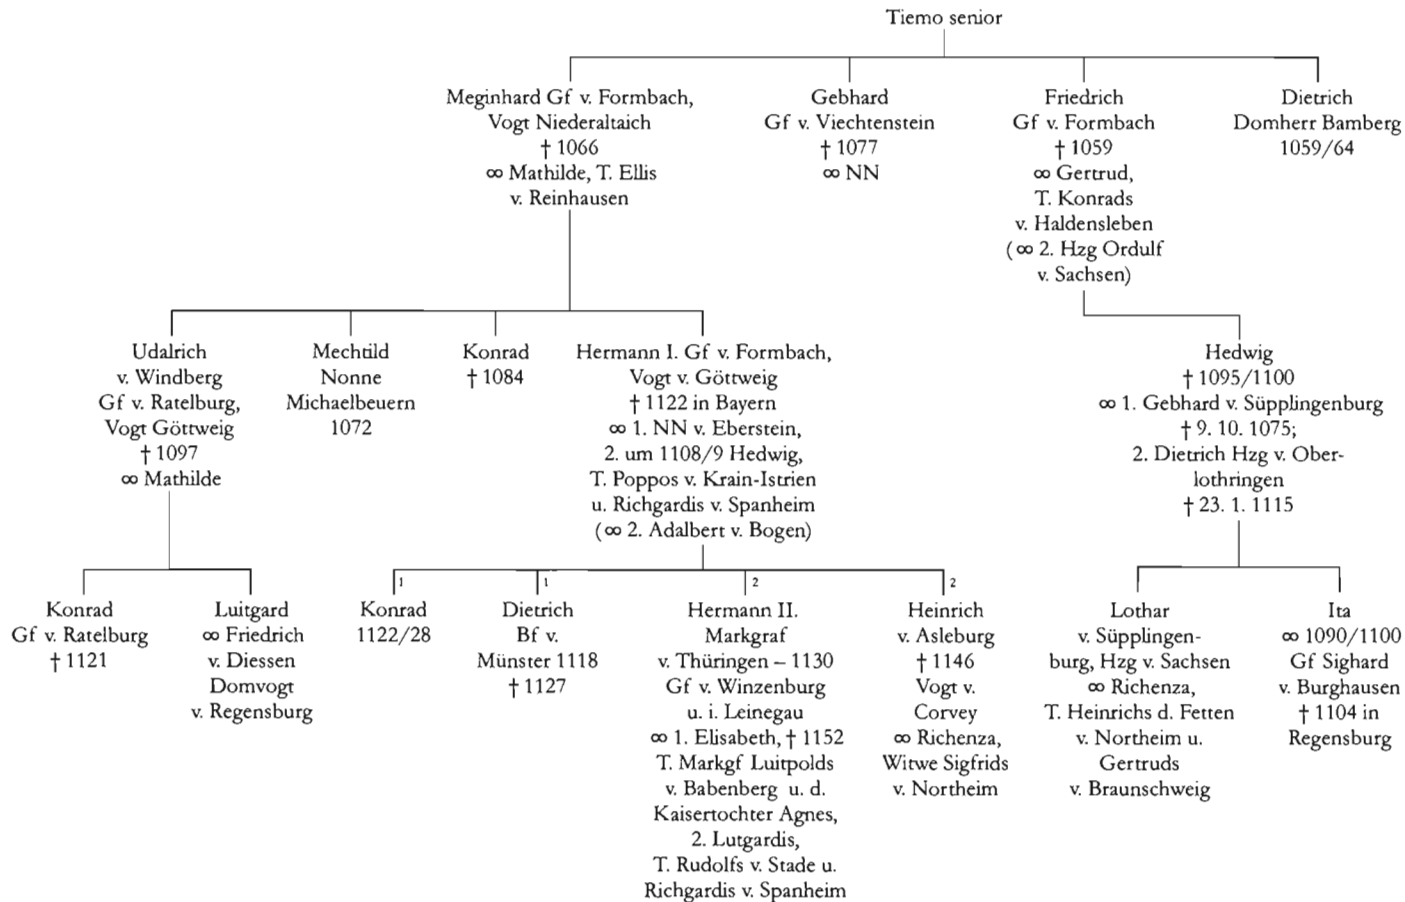 Tiemo senior
Meginhard Gf v. Formbach,
Vogt Niederaltaich
† 1066
∞ Mathilde, T. Ellis
v. Reinhausen
Gebhard
Gf v. Viechtenstein
† 1077
∞ NN
Friedrich
Gf v. Formbach
† 1059
∞ Gertrud,
T. Konrads
v. Haldensleben
(∞ 2. Hzg Ordulf
v. Sachsen)
Dietrich
Domherr Bamberg
1059/64
Udalrich
v. Windberg
Gf v. Ratelburg,
Vogt Göttweig
† 1097
∞ Mathilde
Mechtild
Nonne
Michaelbeuern
1072
Konrad
† 1084
Hermann I. Gf v. Formbach,
Vogt v. Göttweig
† 1122 in Bayern
∞ 1. NN v. Eberstein,
2. um 1108/9 Hedwig,
T. Poppos v. Krain-Istrien
u. Richgardis v. Spanheim
(∞ 2. Adalbert v. Bogen)
Hedwig
† 1095/1100
∞ 1. Gebhard v. Süpplingenburg
† 9. 10. 1075;
2. Dietrich Hzg v. Ober-
lothringen
† 23. 1. 1115
Konrad
Gf v. Ratelburg
† 1121
Luitgard
∞ Friedrich
v. Diessen
Domvogt
v. Regensburg
1
Konrad
1122/28
1
Dietrich
Bf v.
Münster 1118
† 1127
2
Hermann II.
Markgraf
v. Thüringen – 1130
Gf v. Winzenburg
u. i. Leinegau
∞ 1. Elisabeth, † 1152
T. Markgf Luitpolds
v. Babenberg u. d.
Kaisertochter Agnes,
2. Lutgardis,
T. Rudolfs v. Stade u.
Richgardis v. Spanheim
2
Heinrich
v. Asleburg
† 1146
Vogt v.
Corvey
∞ Richenza,
Witwe Sigfrids
v. Northeim
Lothar
v. Süpplingen-
burg, Hzg v. Sachsen
∞ Richenza,
T. Heinrichs d. Fetten
v. Northeim u.
Gertruds
v. Braunschweig
Ita
∞ 1090/1100
Gf Sighard
v. Burghausen
† 1104 in
Regensburg